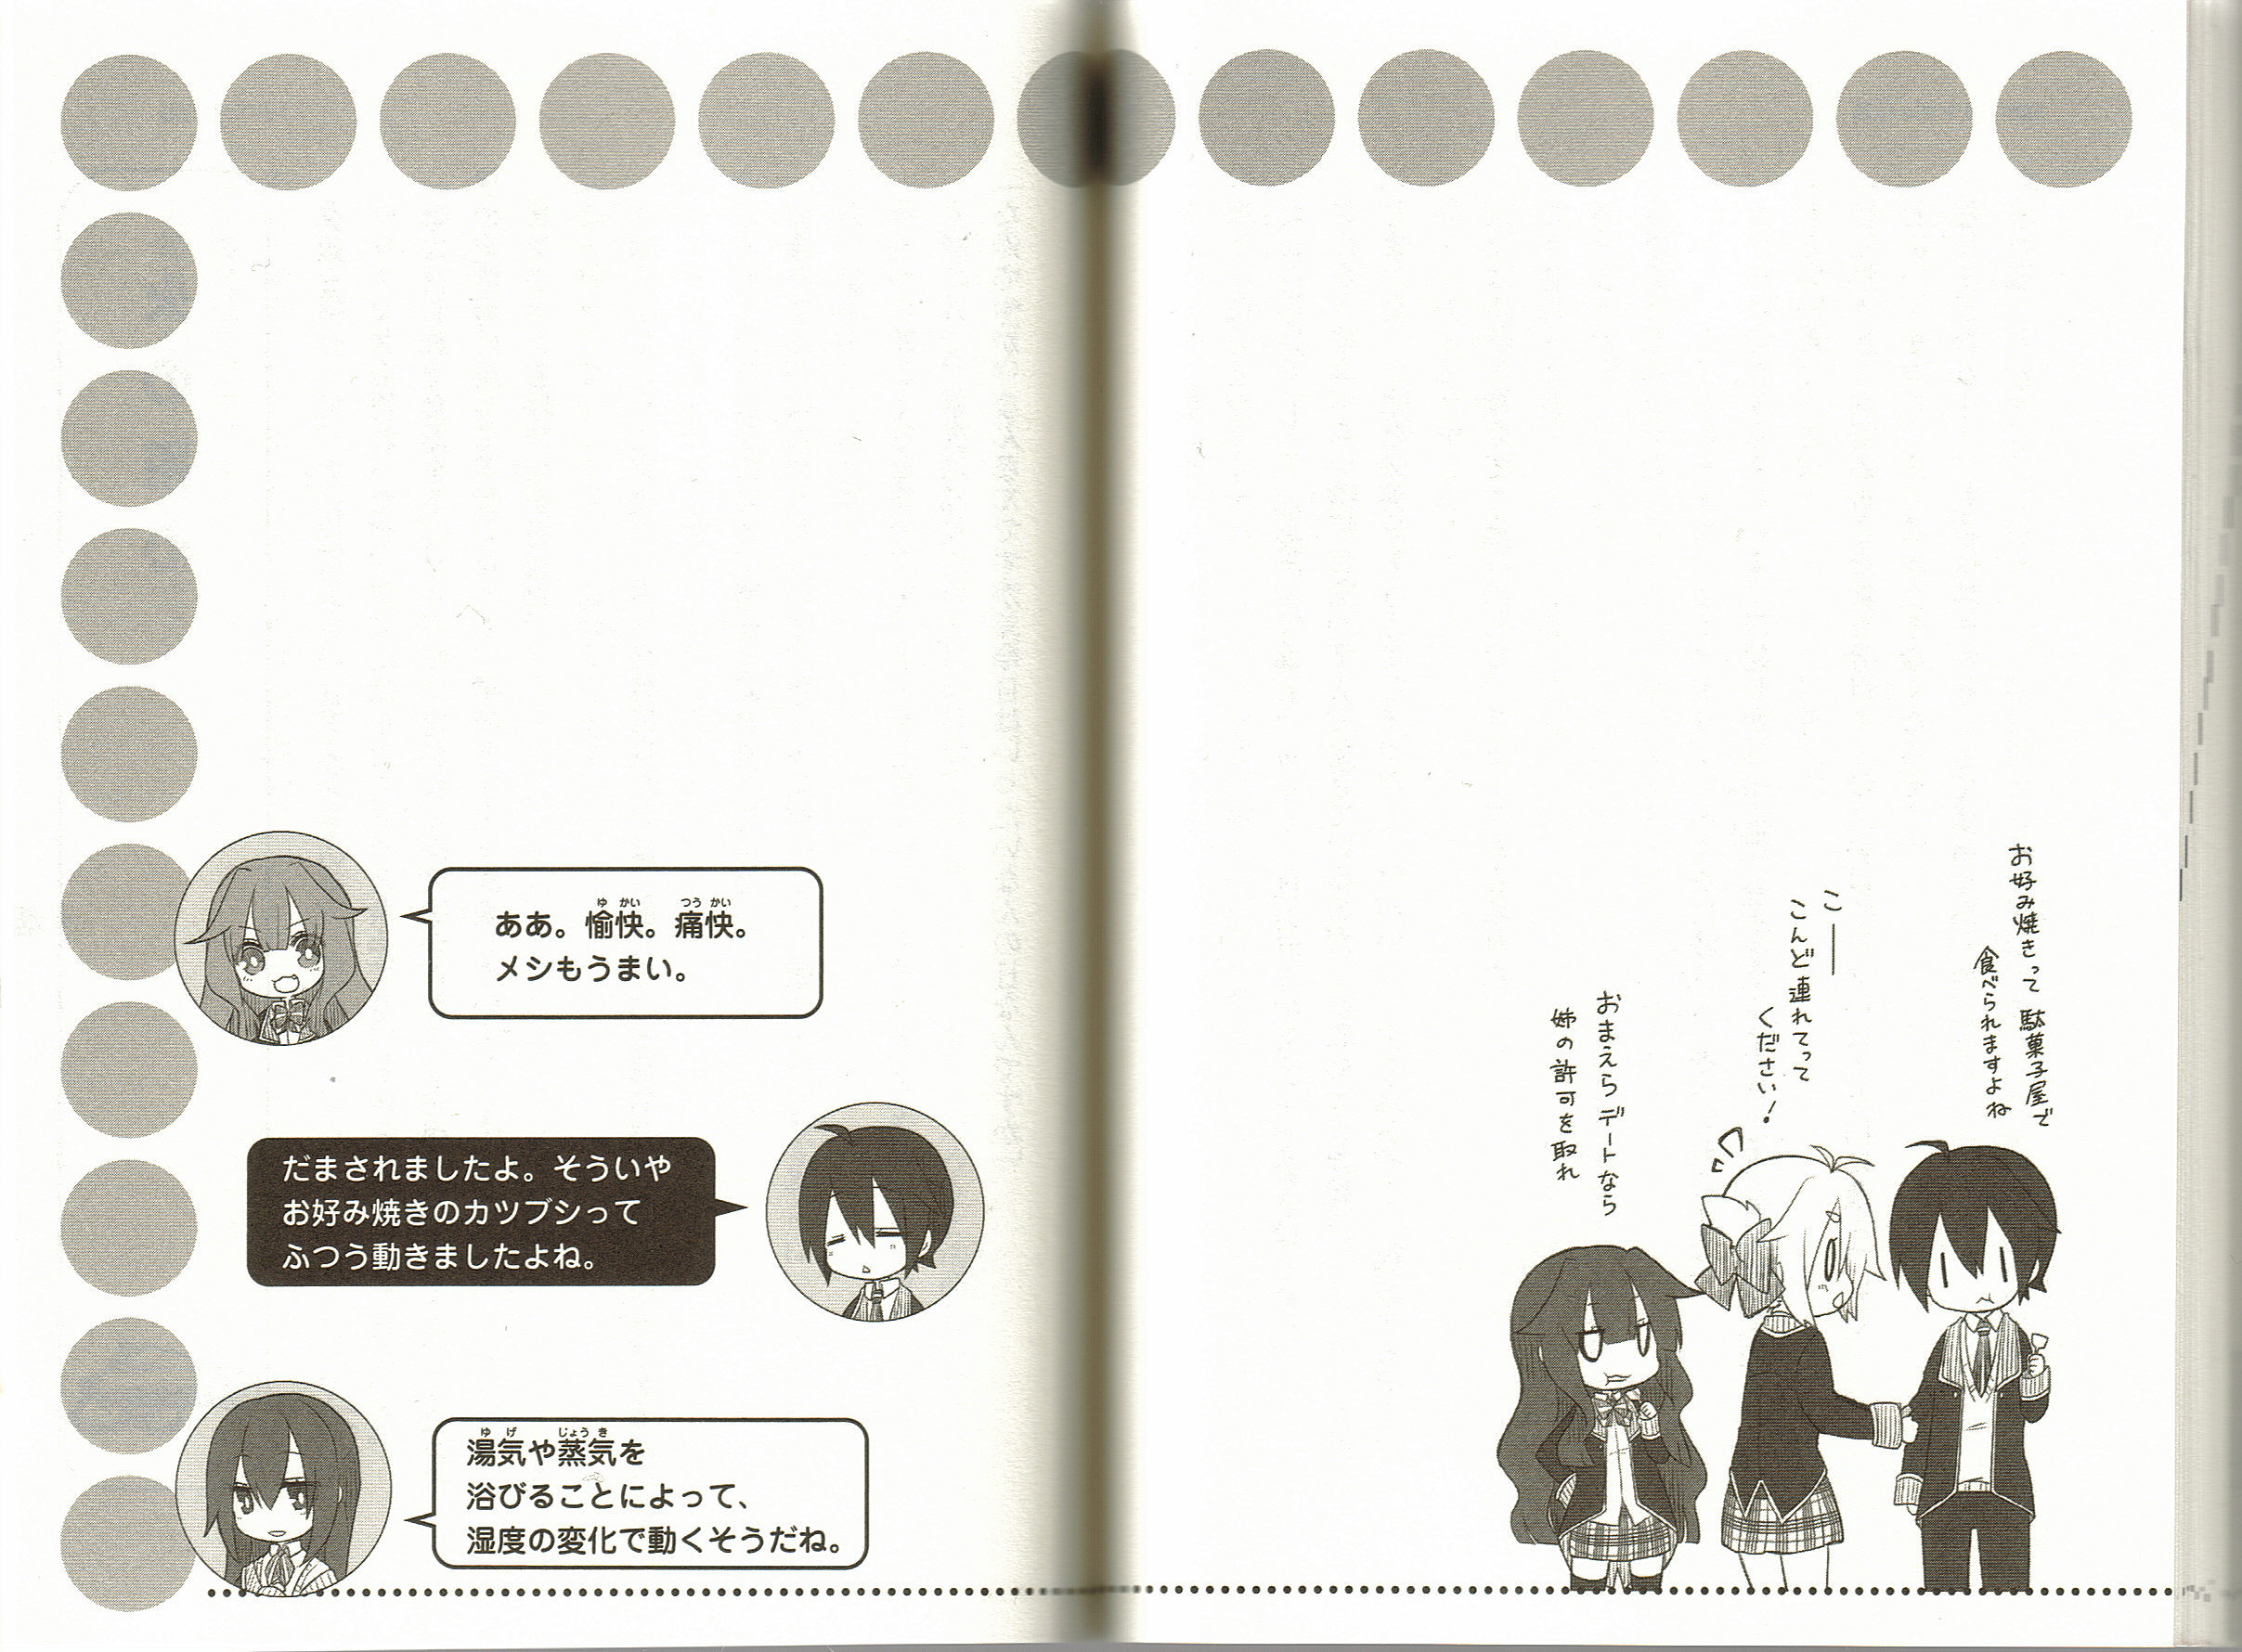 お好み焼きって駄菓子屋で
食べられますよね
こ――
こんど連れてって
ください!
おまえらデートなら
姉の許可を取れ
ああ。愉快。痛快。
メシもうまい。
だまされましたよ。そういや
お好み焼きのカツブシって
ふつう動きましたよね。
湯気や蒸気を
浴びることによって、
湿度の変化で動くそうだね。